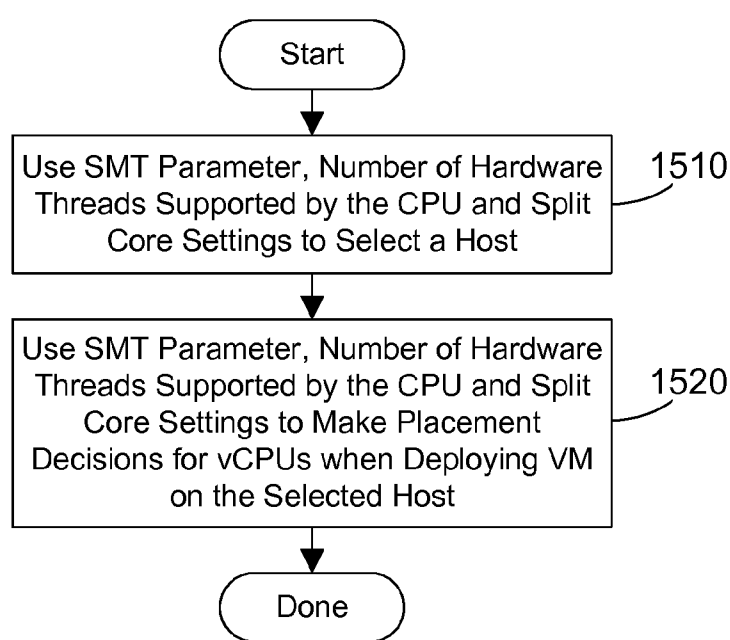 Start
Use SMT Parameter, Number of Hardware
Threads Supported by the CPU and Split
Core Settings to Select a Host
1510
Use SMT Parameter, Number of Hardware
Threads Supported by the CPU and Split
Core Settings to Make Placement
Decisions for vCPUs when Deploying VM
on the Selected Host
1520
Done